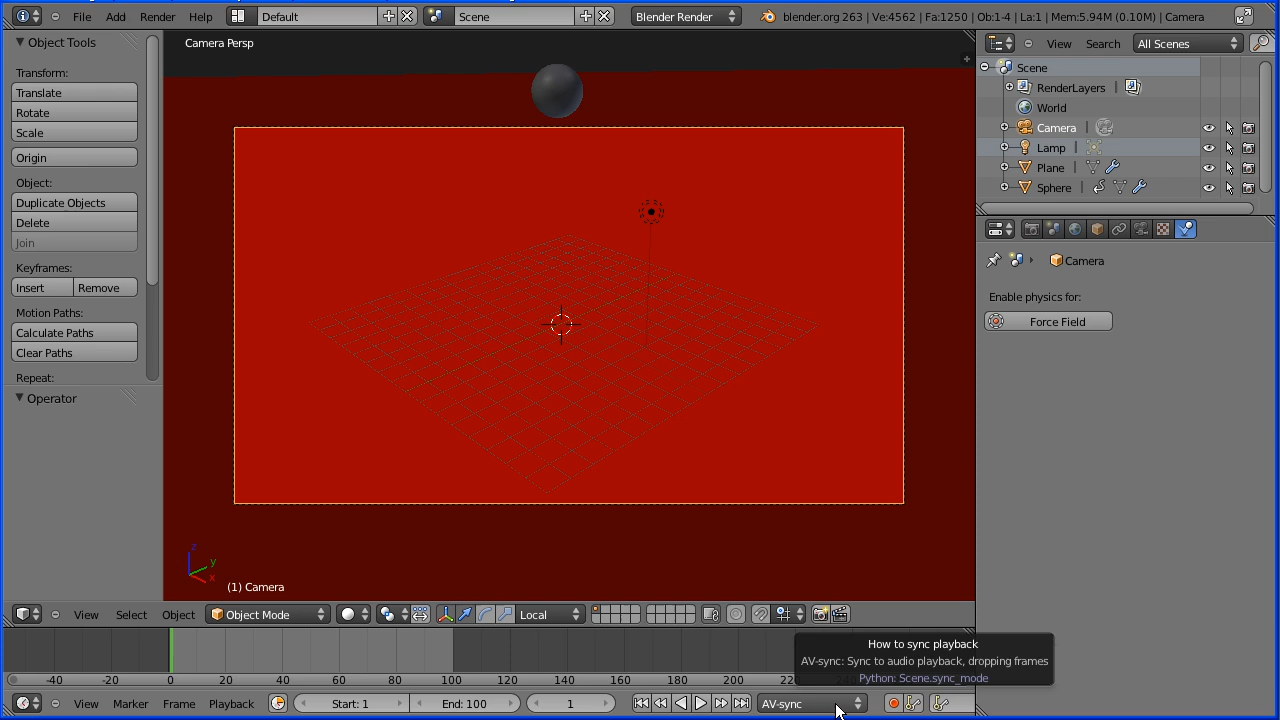 File Add Render Help Default Scene Blender Render blender.org 263 | Ve:4562 | Fa:1250 | Ob:1-4 | La:1 | Mem:5.94M (0.10M) | Camera
Object Tools
Transform:
Translate
Rotate
Scale
Origin
Object:
Duplicate Objects
Delete
Join
Keyframes:
Insert Remove
Motion Paths:
Calculate Paths
Clear Paths
Repeat:
Operator
Camera Persp
z
y
x
(1) Camera
View Search All Scenes
Scene
RenderLayers |
World
Camera |
Lamp |
Plane |
Sphere |
Camera
Enable physics for:
Force Field
View Select Object Object Mode Local
How to sync playback
AV-sync: Sync to audio playback, dropping frames
Python: Scene.sync_mode
-40 -20 0 20 40 60 80 100 120 140 160 180 200 220
View Marker Frame Playback Start: 1 End: 100 1 AV-sync